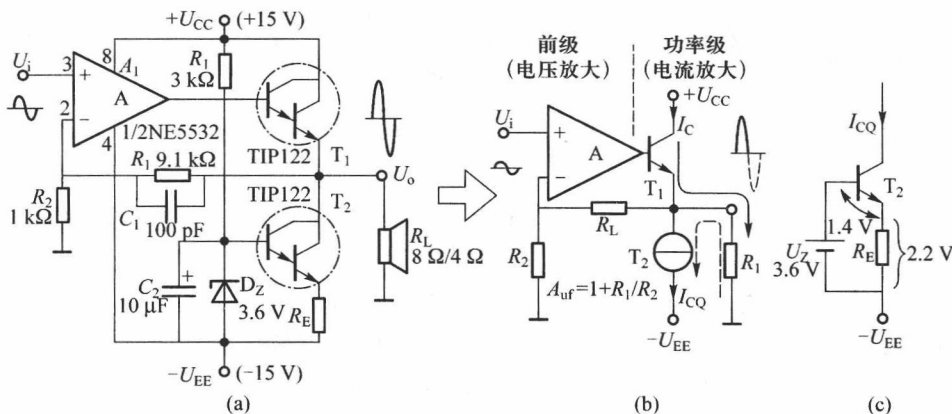 +U_CC (+15 V)
U_i
3
8
A_1
+
A
2
−
4
1/2NE5532
R_1
3 kΩ
TIP122
T_1
R_1 9.1 kΩ
R_2
1 kΩ
C_1
100 pF
TIP122
T_2
U_o
R_L
8 Ω/4 Ω
C_2
10 μF
+
D_Z
3.6 V
R_E
−U_EE (−15 V)
(a)
前级
(电压放大)
功率级
(电流放大)
+U_CC
U_i
+
−
A
I_C
T_1
R_L
R_2
T_2
R_1
A_uf=1+R_1/R_2
I_CQ
−U_EE
(b)
I_CQ
T_2
1.4 V
U_Z
3.6 V
R_E
2.2 V
−U_EE
(c)